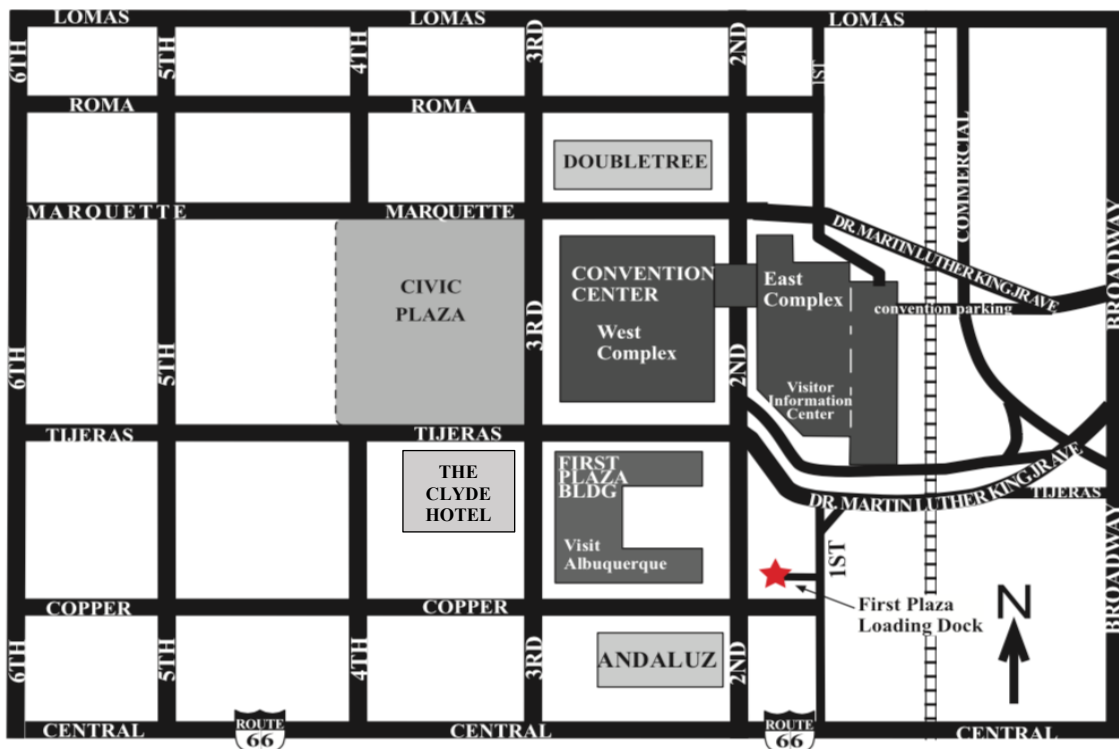 LOMAS
LOMAS
LOMAS
6TH
5TH
4TH
3RD
2ND
1ST
ROMA
ROMA
COMMERCIAL
DOUBLETREE
MARQUETTE
MARQUETTE
DR. MARTIN LUTHER KING JR AVE
BROADWAY
CIVIC
PLAZA
CONVENTION
CENTER
West
Complex
East
Complex
convention parking
6TH
5TH
3RD
2ND
Visitor
Information
Center
TIJERAS
TIJERAS
THE
CLYDE
HOTEL
FIRST
PLAZA
BLDG
Visit
Albuquerque
DR. MARTIN LUTHER KING JR AVE
TIJERAS
1ST
BROADWAY
First Plaza
Loading Dock
N
COPPER
COPPER
6TH
5TH
4TH
3RD
2ND
ANDALUZ
CENTRAL
ROUTE
66
CENTRAL
ROUTE
66
CENTRAL